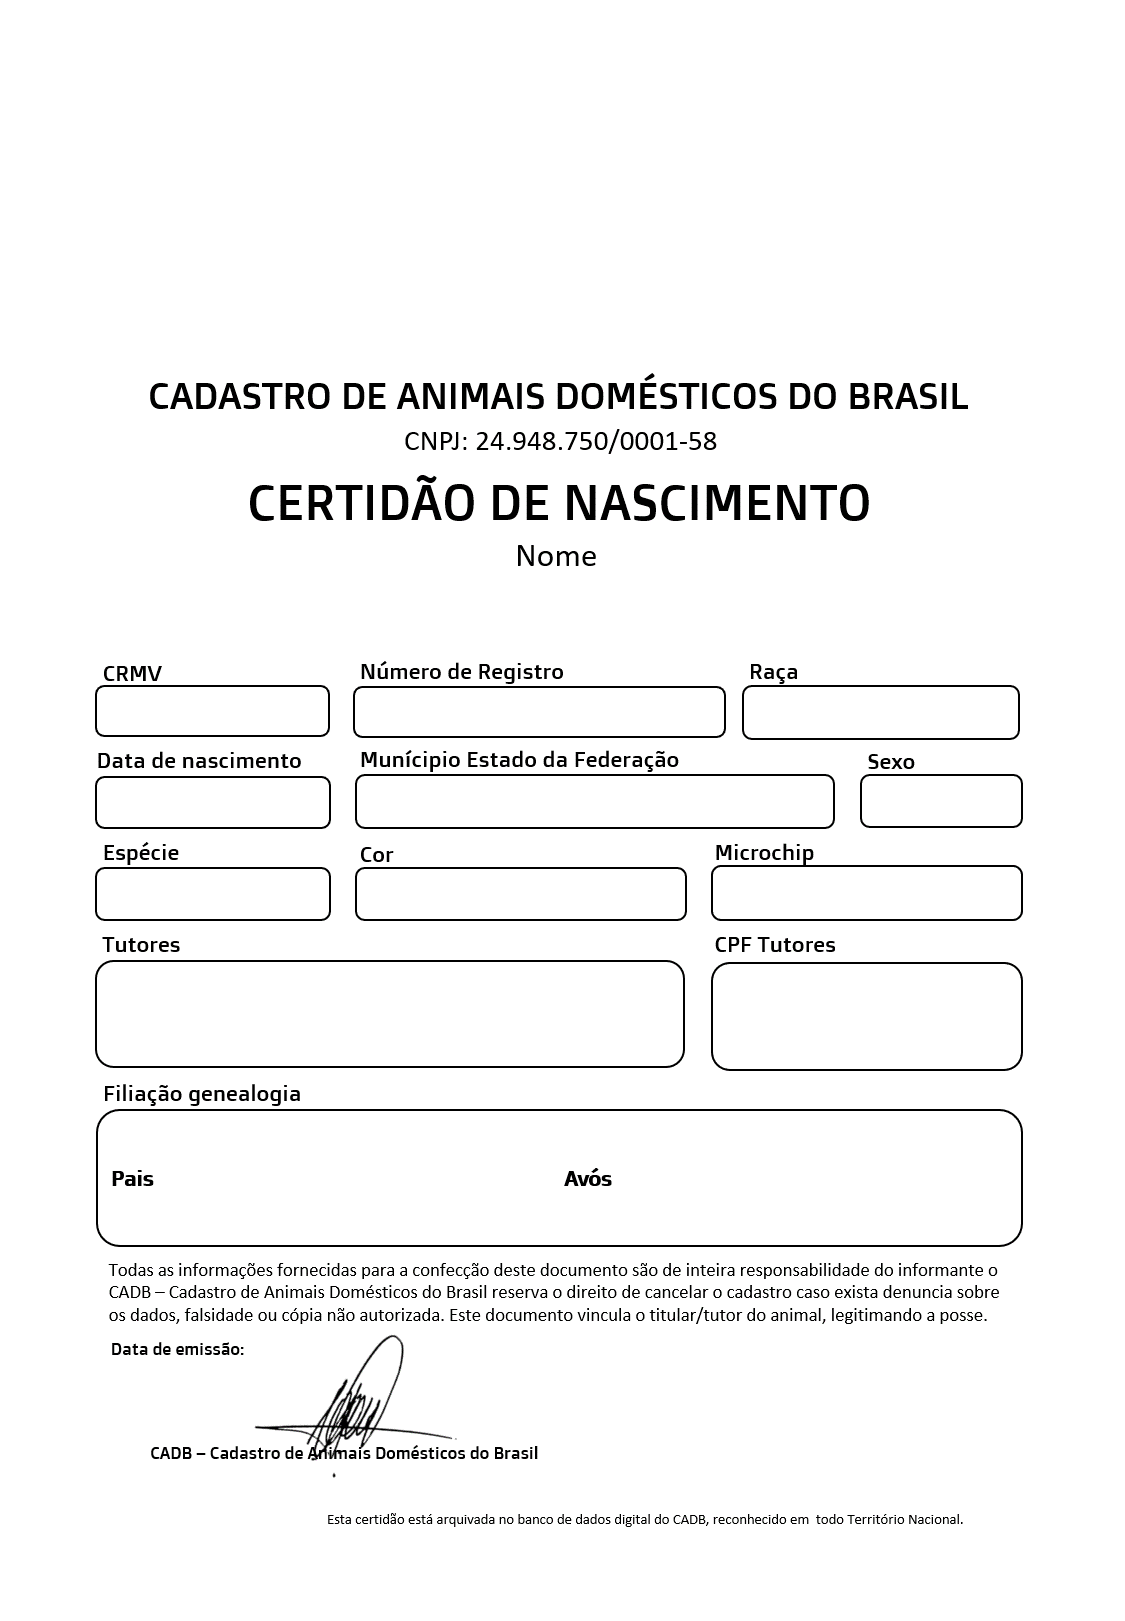 CADASTRO DE ANIMAIS DOMÉSTICOS DO BRASIL
CNPJ: 24.948.750/0001-58
CERTIDÃO DE NASCIMENTO
Nome
CRMV
Número de Registro
Raça
Data de nascimento
Munícipio Estado da Federação
Sexo
Espécie
Cor
Microchip
Tutores
CPF Tutores
Filiação genealogia
Pais
Avós
Todas as informações fornecidas para a confecção deste documento são de inteira responsabilidade do informante o
CADB – Cadastro de Animais Domésticos do Brasil reserva o direito de cancelar o cadastro caso exista denuncia sobre
os dados, falsidade ou cópia não autorizada. Este documento vincula o titular/tutor do animal, legitimando a posse.
Data de emissão:
CADB – Cadastro de Animais Domésticos do Brasil
Esta certidão está arquivada no banco de dados digital do CADB, reconhecido em  todo Território Nacional.